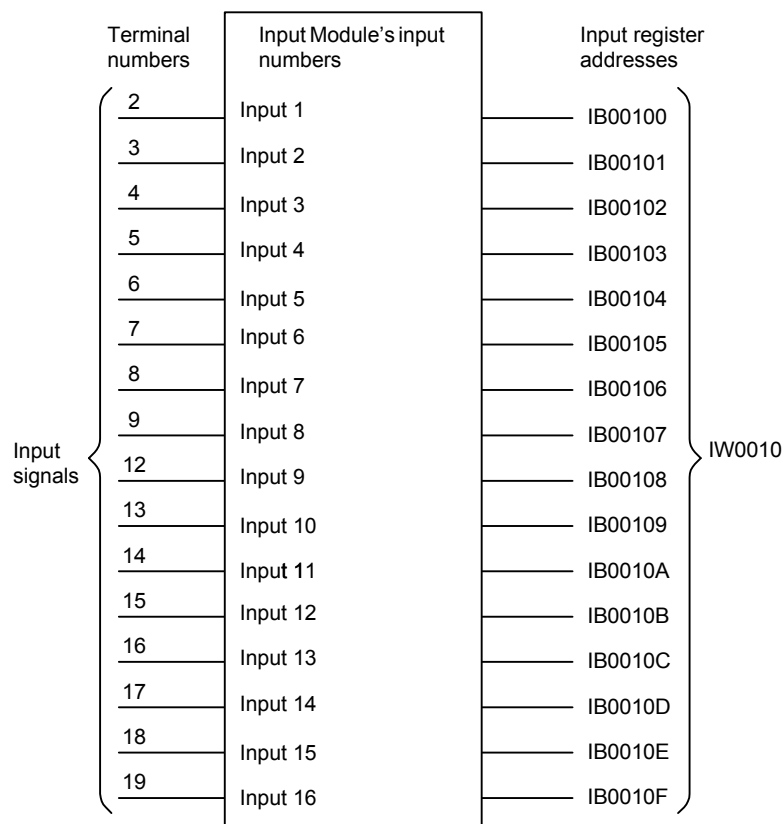 Terminal
numbers
Input Module's input
numbers
Input register
addresses
2 Input 1 IB00100
3 Input 2 IB00101
4 Input 3 IB00102
5 Input 4 IB00103
6 Input 5 IB00104
7 Input 6 IB00105
8 Input 7 IB00106
9 Input 8 IB00107
Input
signals
IW0010
12 Input 9 IB00108
13 Input 10 IB00109
14 Input 11 IB0010A
15 Input 12 IB0010B
16 Input 13 IB0010C
17 Input 14 IB0010D
18 Input 15 IB0010E
19 Input 16 IB0010F